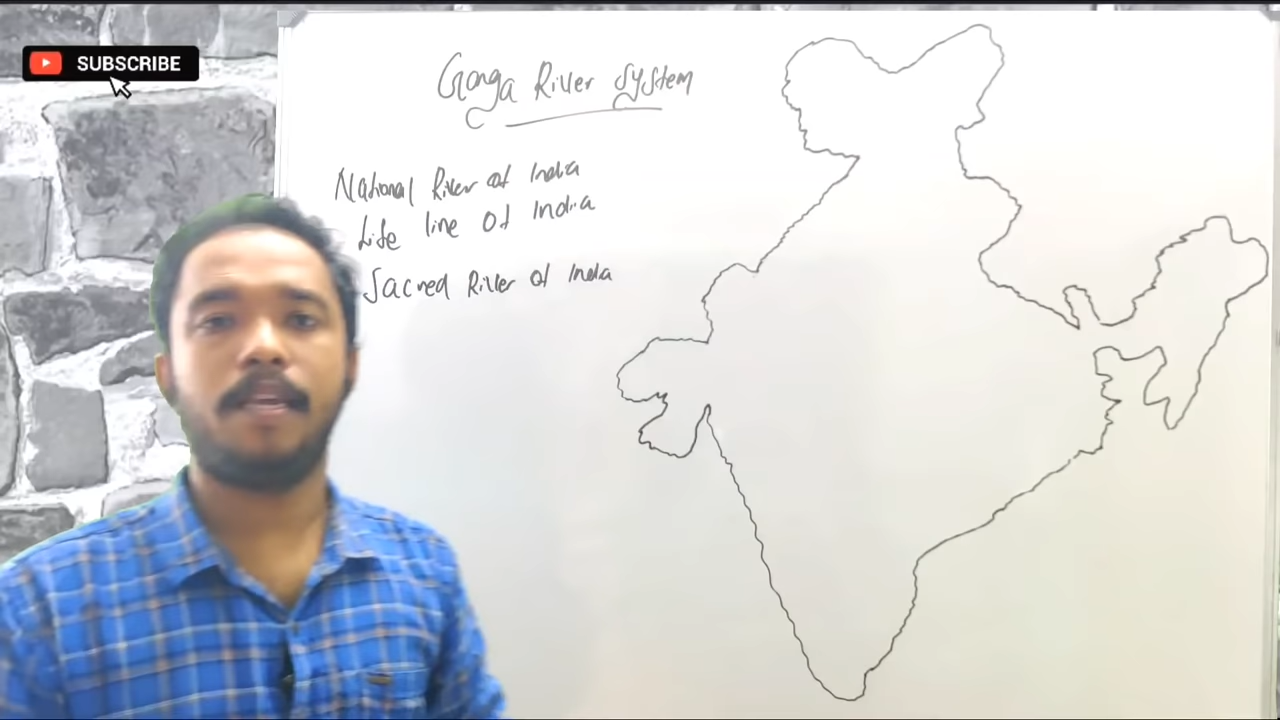 SUBSCRIBE
Ganga River System
National River of India
Life line of India
Sacred River of India